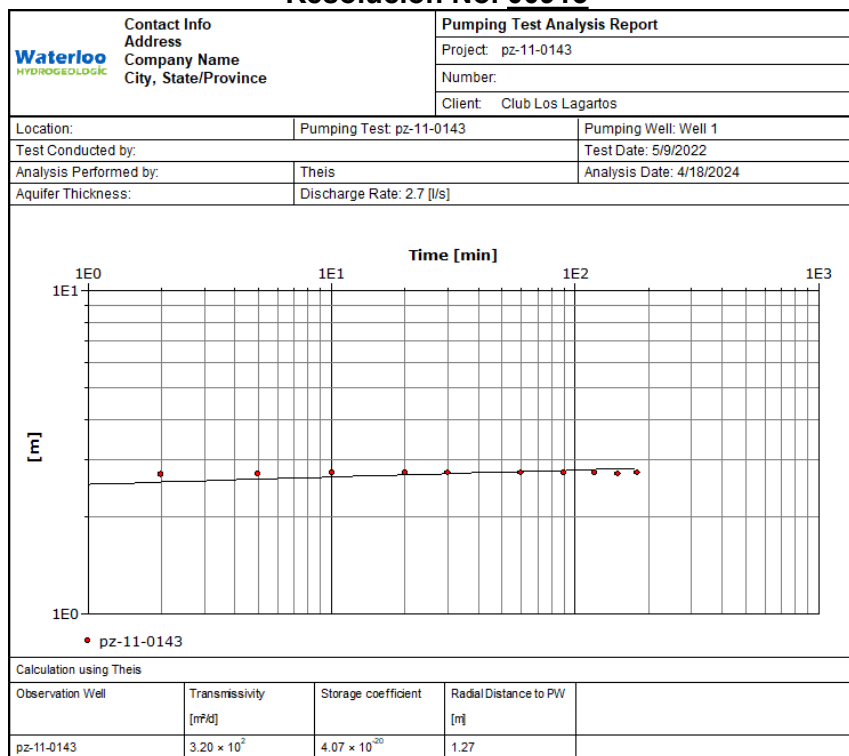 Contact Info
Address
Company Name
City, State/Province
Waterloo
HYDROGEOLOGIC
Pumping Test Analysis Report
Project: pz-11-0143
Number:
Client: Club Los Lagartos
Location: Pumping Test: pz-11-0143 Pumping Well: Well 1
Test Conducted by: Test Date: 5/9/2022
Analysis Performed by: Theis Analysis Date: 4/18/2024
Aquifer Thickness: Discharge Rate: 2.7 [l/s]
Time [min]
1E0 1E1 1E2 1E3
1E1
[m]
1E0
pz-11-0143
Calculation using Theis
Observation Well Transmissivity Storage coefficient Radial Distance to PW
[m²/d] [m]
pz-11-0143 3.20 × 10² 4.07 × 10⁻²⁰ 1.27